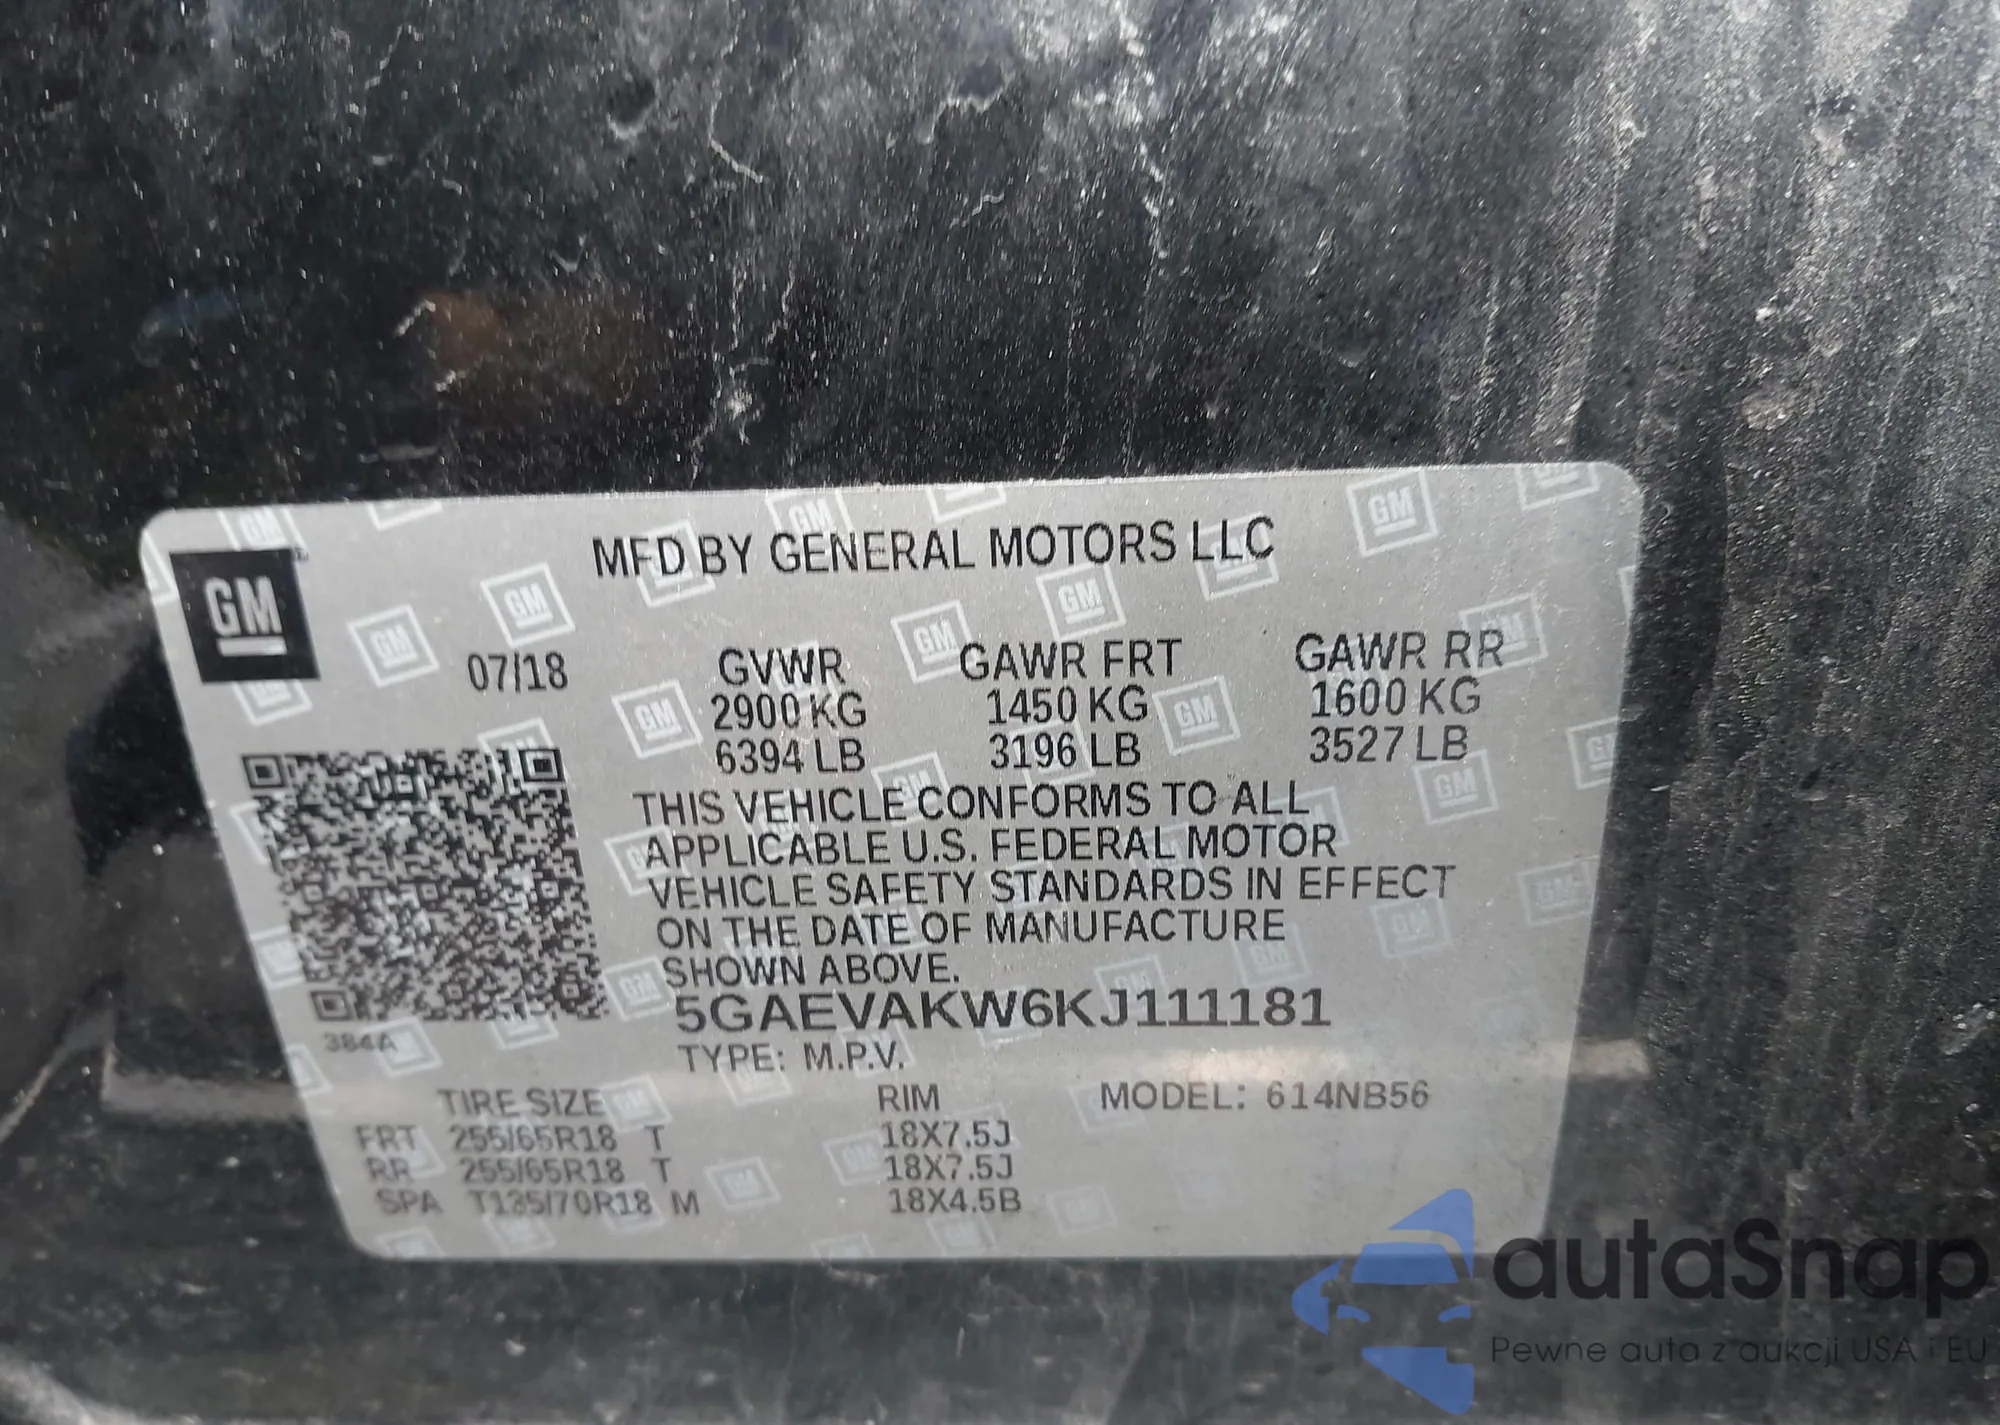 MFD BY GENERAL MOTORS LLC
GM
07/18
GVWR GAWR FRT GAWR RR
2900 KG 1450 KG 1600 KG
6394 LB 3196 LB 3527 LB
THIS VEHICLE CONFORMS TO ALL
APPLICABLE U.S. FEDERAL MOTOR
VEHICLE SAFETY STANDARDS IN EFFECT
ON THE DATE OF MANUFACTURE
SHOWN ABOVE.
5GAEVAKW6KJ111181
384A
TYPE: M.P.V.
TIRE SIZE RIM MODEL: 614NB56
FRT 255/65R18 T 18X7.5J
RR 255/65R18 T 18X7.5J
SPA T135/70R18 M 18X4.5B
autaSnap
Pewne auto z aukcji USA i EU